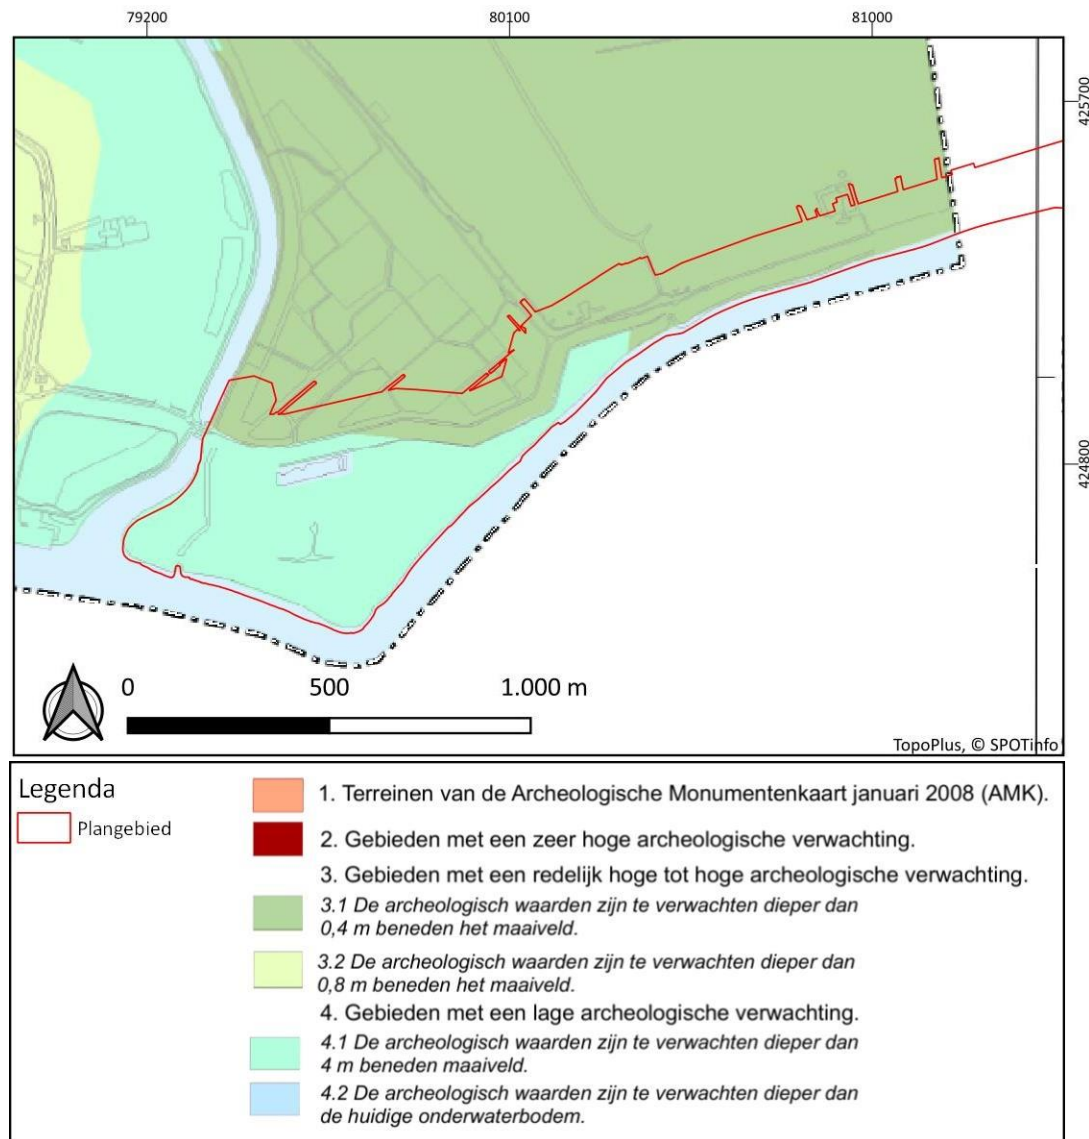 79200 80100 81000
425700
424800
0 500 1.000 m
TopoPlus, © SPOTinfo
Legenda
Plangebied
1. Terreinen van de Archeologische Monumentenkaart januari 2008 (AMK).
2. Gebieden met een zeer hoge archeologische verwachting.
3. Gebieden met een redelijk hoge tot hoge archeologische verwachting.
3.1 De archeologisch waarden zijn te verwachten dieper dan
0,4 m beneden het maaiveld.
3.2 De archeologisch waarden zijn te verwachten dieper dan
0,8 m beneden het maaiveld.
4. Gebieden met een lage archeologische verwachting.
4.1 De archeologisch waarden zijn te verwachten dieper dan
4 m beneden maaiveld.
4.2 De archeologisch waarden zijn te verwachten dieper dan
de huidige onderwaterbodem.